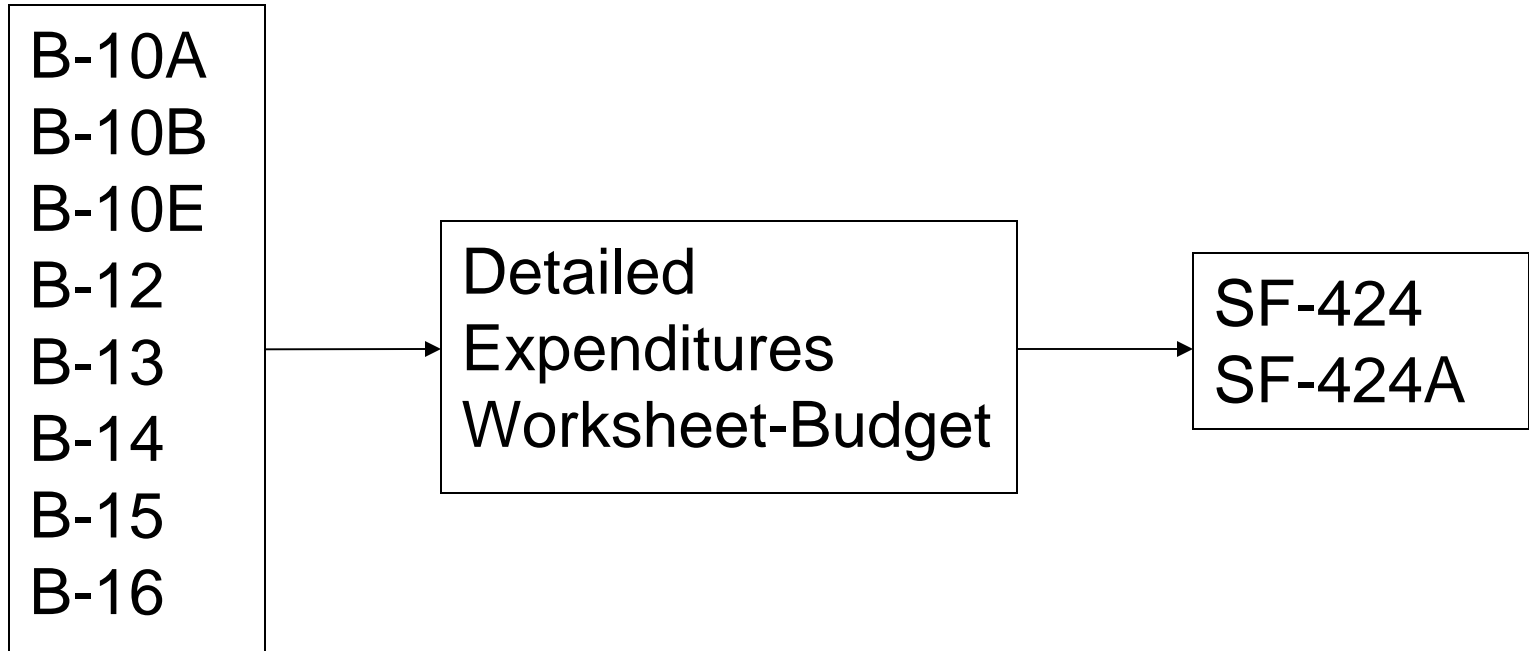 B-10A
B-10B
B-10E
B-12
B-13
B-14
B-15
B-16
Detailed
Expenditures
Worksheet-Budget
SF-424
SF-424A